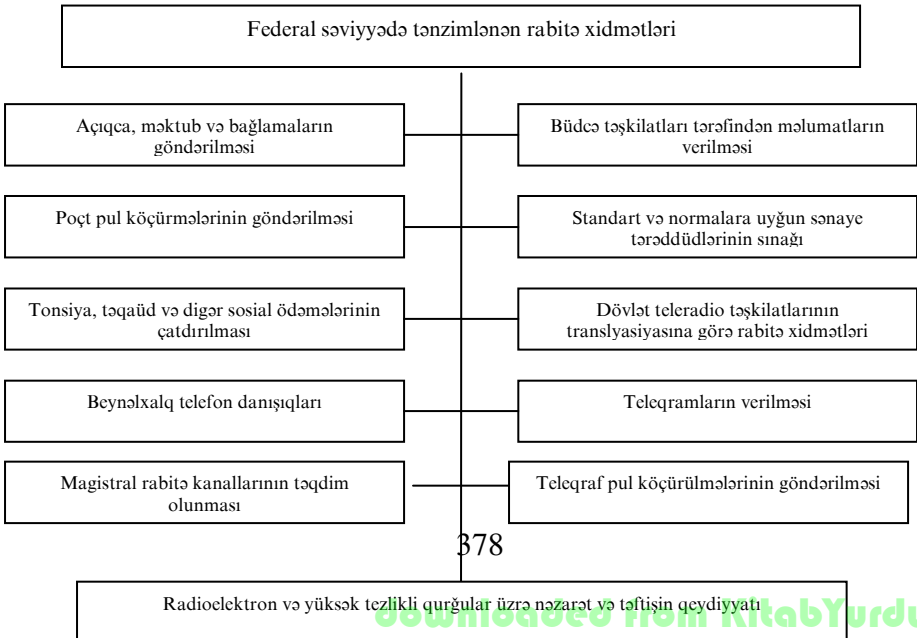 Federal səviyyədə tənzimlənən rabitə xidmətləri
Açıqca, məktub və bağlamaların
göndərilməsi
Büdcə təşkilatları tərəfindən məlumatların
verilməsi
Poçt pul köçürmələrinin göndərilməsi
Standart və normalara uyğun sənaye
tərəddüdlərinin sınağı
Tonsiya, təqaüd və digər sosial ödəmələrinin
çatdırılması
Dövlət teleradio təşkilatlarının
translyasiyasına görə rabitə xidmətləri
Beynəlxalq telefon danışıqları
Teleqramların verilməsi
Magistral rabitə kanallarının təqdim
olunması
Teleqraf pul köçürülmələrinin göndərilməsi
378
Radioelektron və yüksək tezlikli qurğular üzrə nəzarət və təftişin qeydiyyatı
downloaded from KitabYurdu